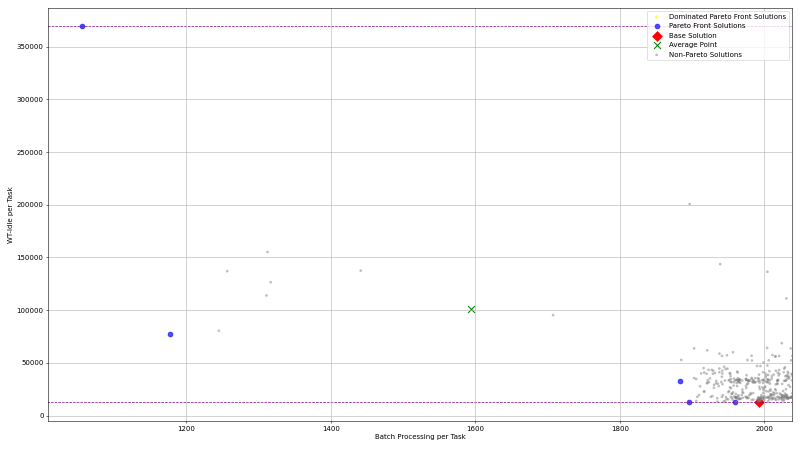 Dominated Pareto Front Solutions
Pareto Front Solutions
Base Solution
Average Point
Non-Pareto Solutions
350000
300000
250000
200000
150000
100000
50000
0
WT-Idle per Task
1200
1400
1600
1800
2000
Batch Processing per Task